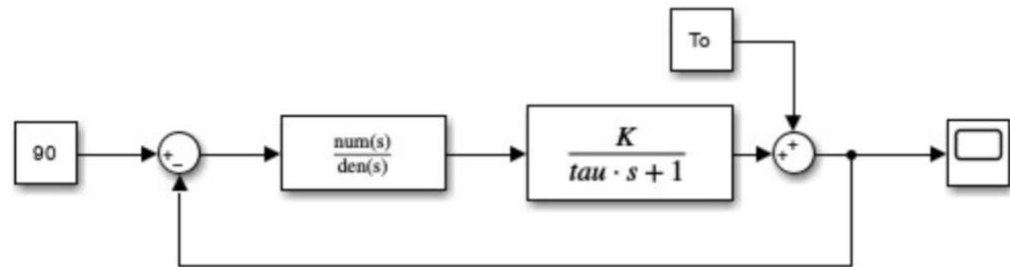 To
90
+
−
num(s)
den(s)
K
tau · s + 1
+
+